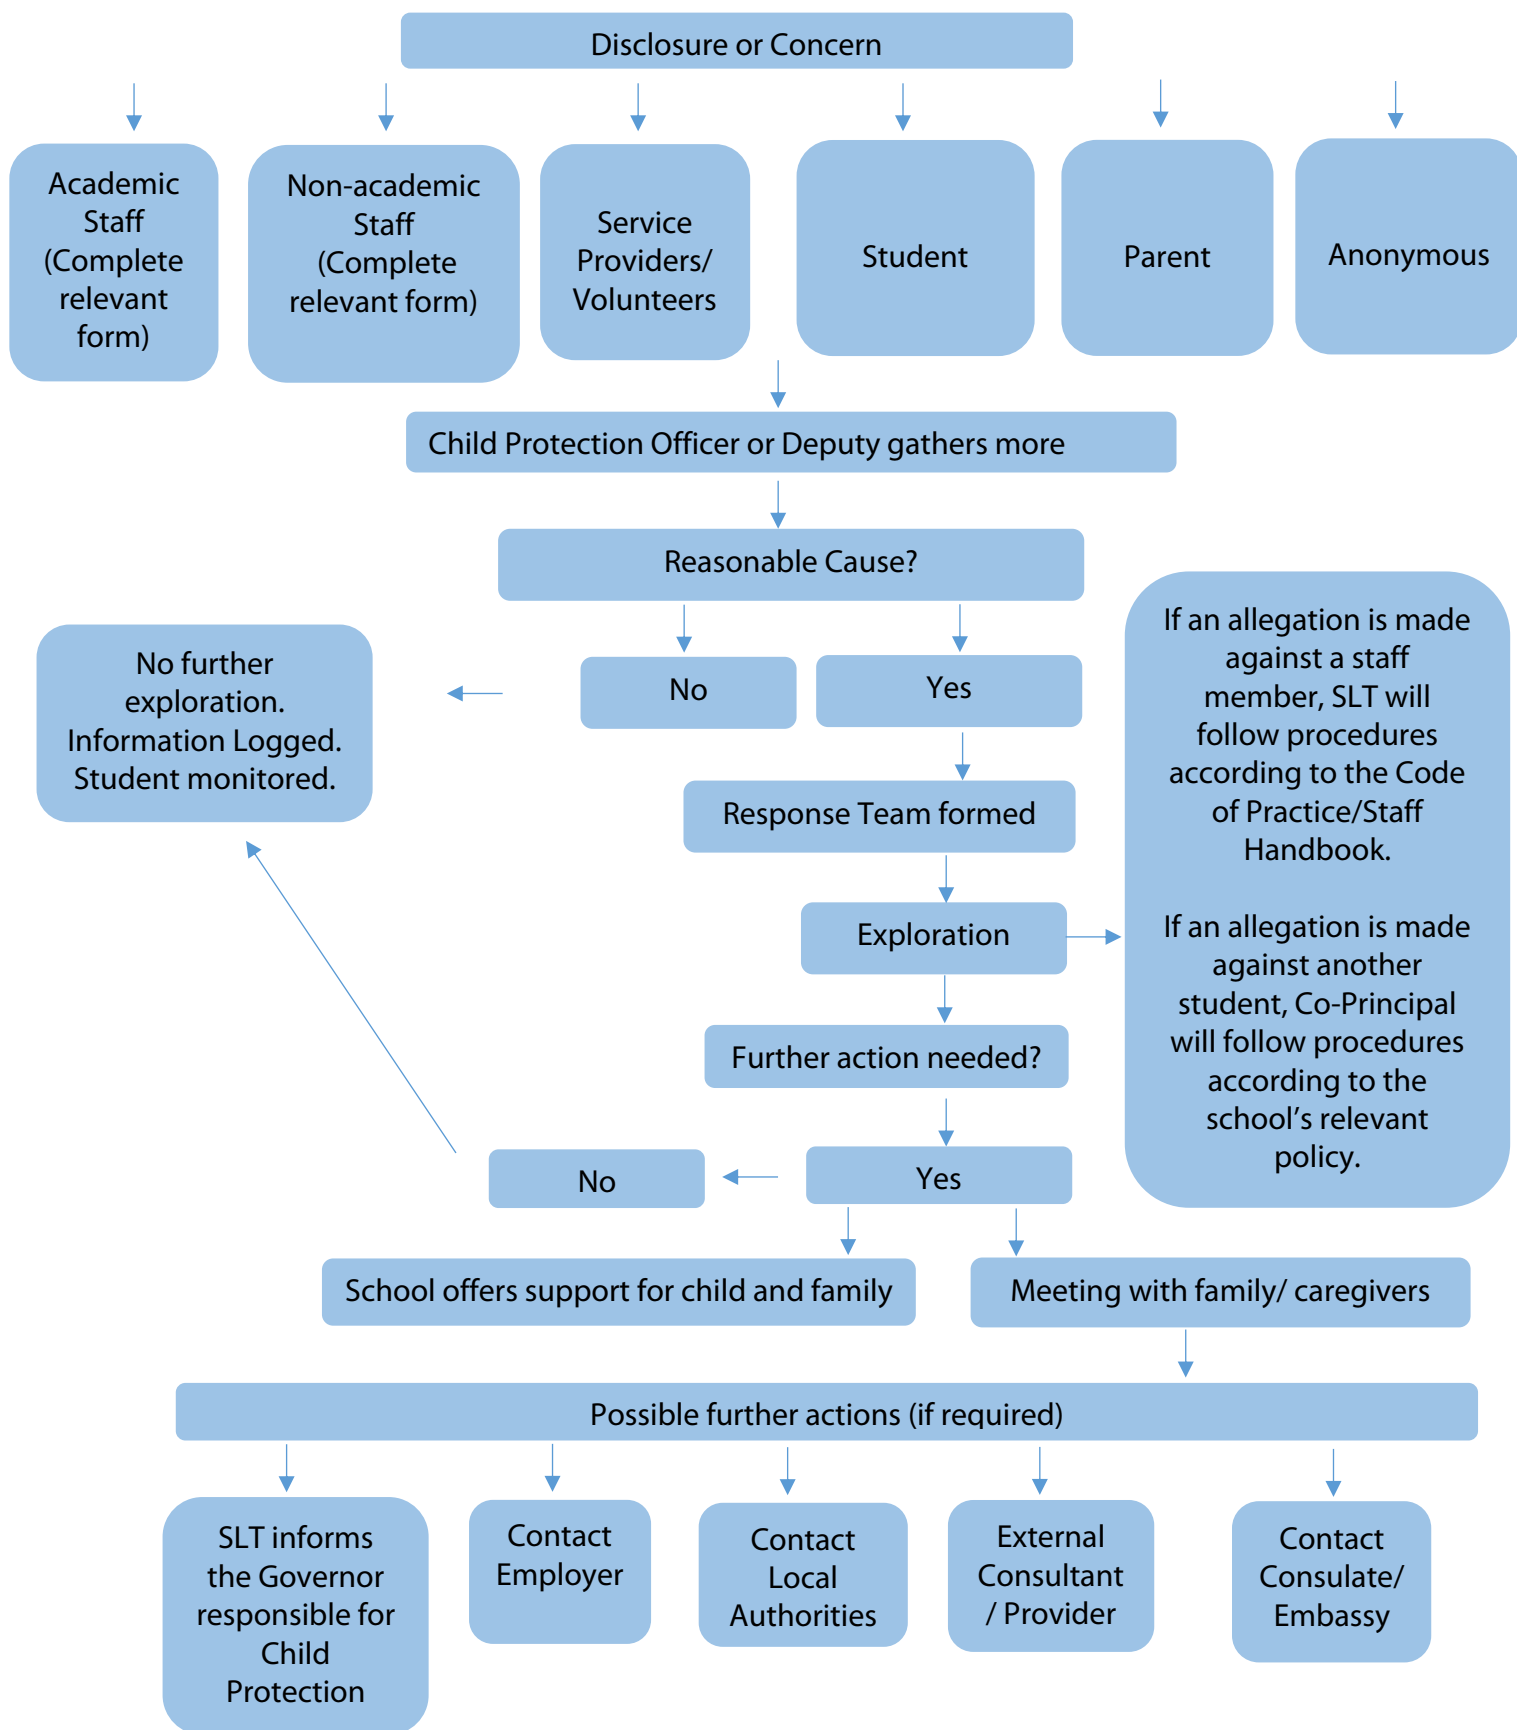 Disclosure or Concern
Academic
Staff
(Complete
relevant
form)
Non-academic
Staff
(Complete
relevant form)
Service
Providers/
Volunteers
Student
Parent
Anonymous
Child Protection Officer or Deputy gathers more
Reasonable Cause?
No
Yes
No further
exploration.
Information Logged.
Student monitored.
Response Team formed
Exploration
If an allegation is made
against a staff
member, SLT will
follow procedures
according to the Code
of Practice/Staff
Handbook.
If an allegation is made
against another
student, Co-Principal
will follow procedures
according to the
school’s relevant
policy.
Further action needed?
No
Yes
School offers support for child and family
Meeting with family/ caregivers
Possible further actions (if required)
SLT informs
the Governor
responsible for
Child
Protection
Contact
Employer
Contact
Local
Authorities
External
Consultant
/ Provider
Contact
Consulate/
Embassy